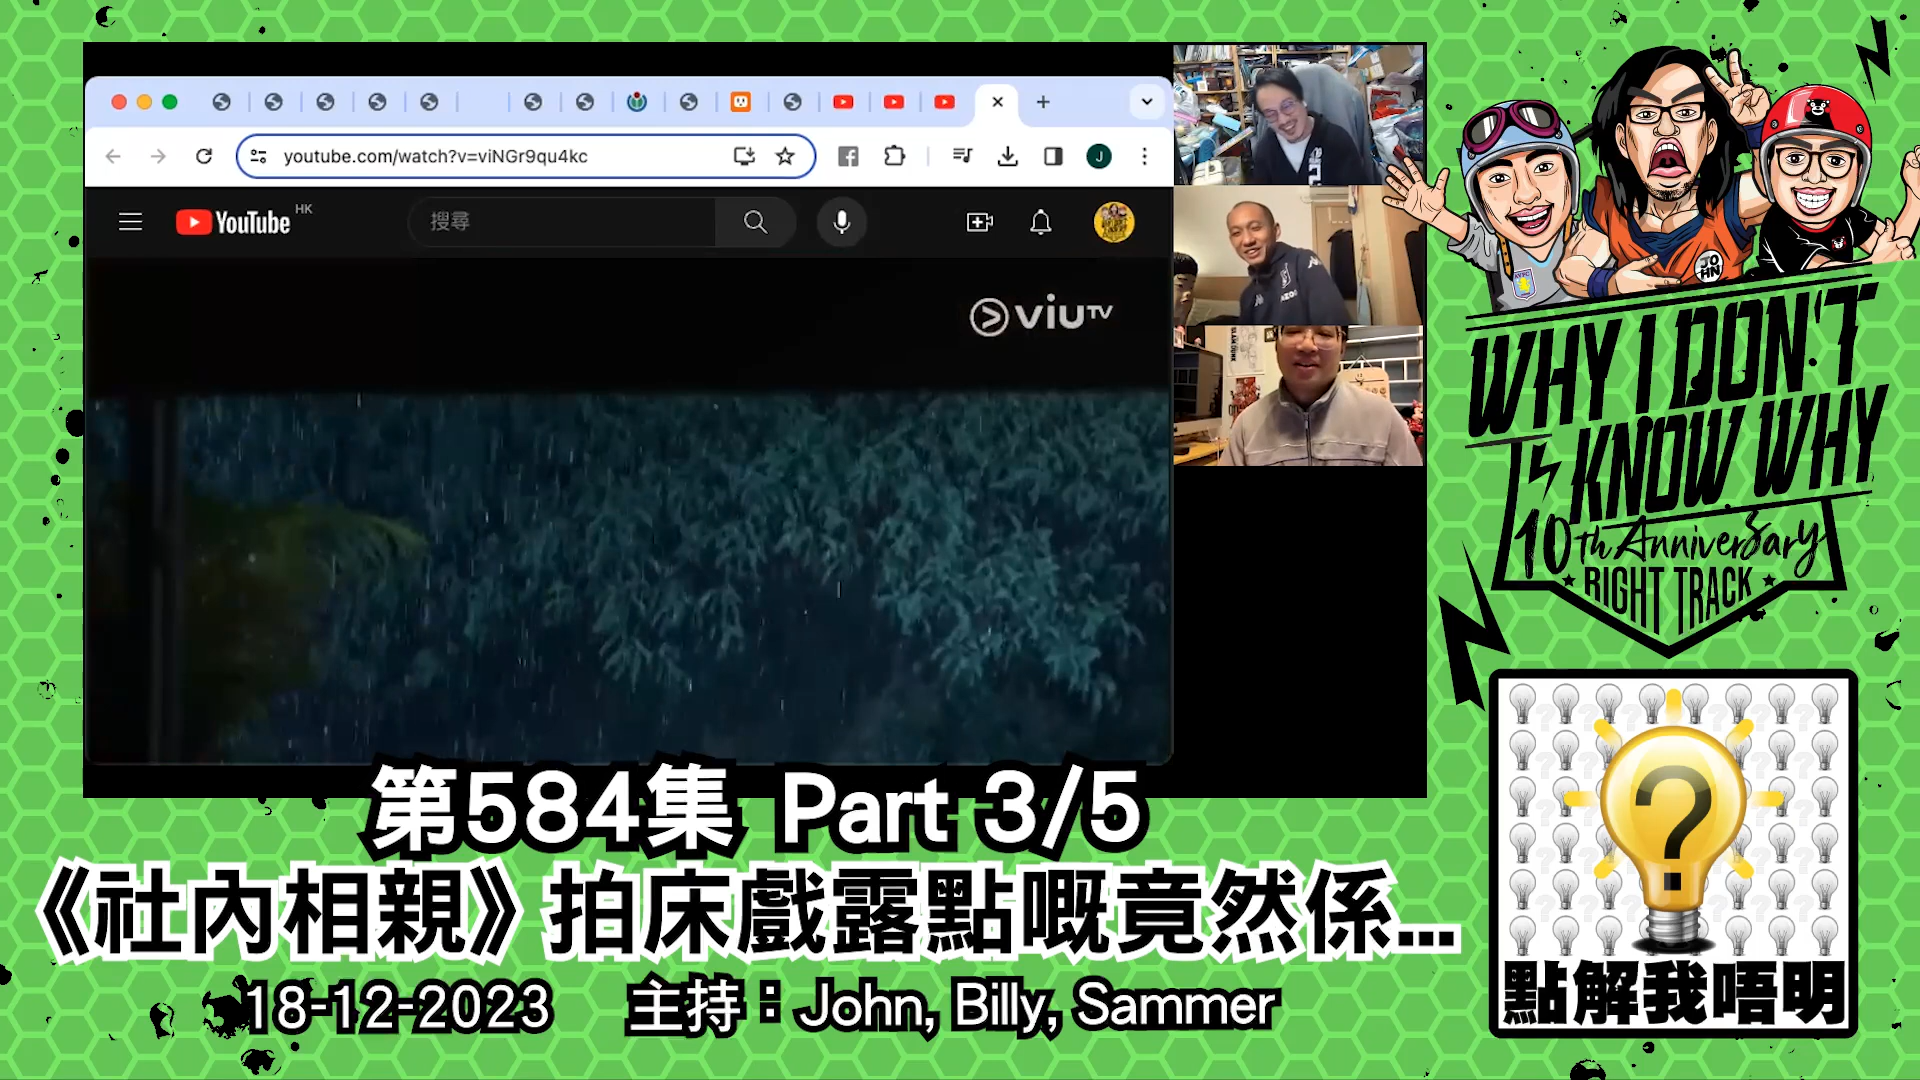 youtube.com/watch?v=viNGr9qu4kc
J
YouTube HK
搜尋
viuTV
JOHN
WHY I DON'T
KNOW WHY
10th Anniversary
RIGHT TRACK
?
點解我唔明
第584集 Part 3/5
《社內相親》拍床戲露點嘅竟然係...
18-12-2023 主持：John, Billy, Sammer